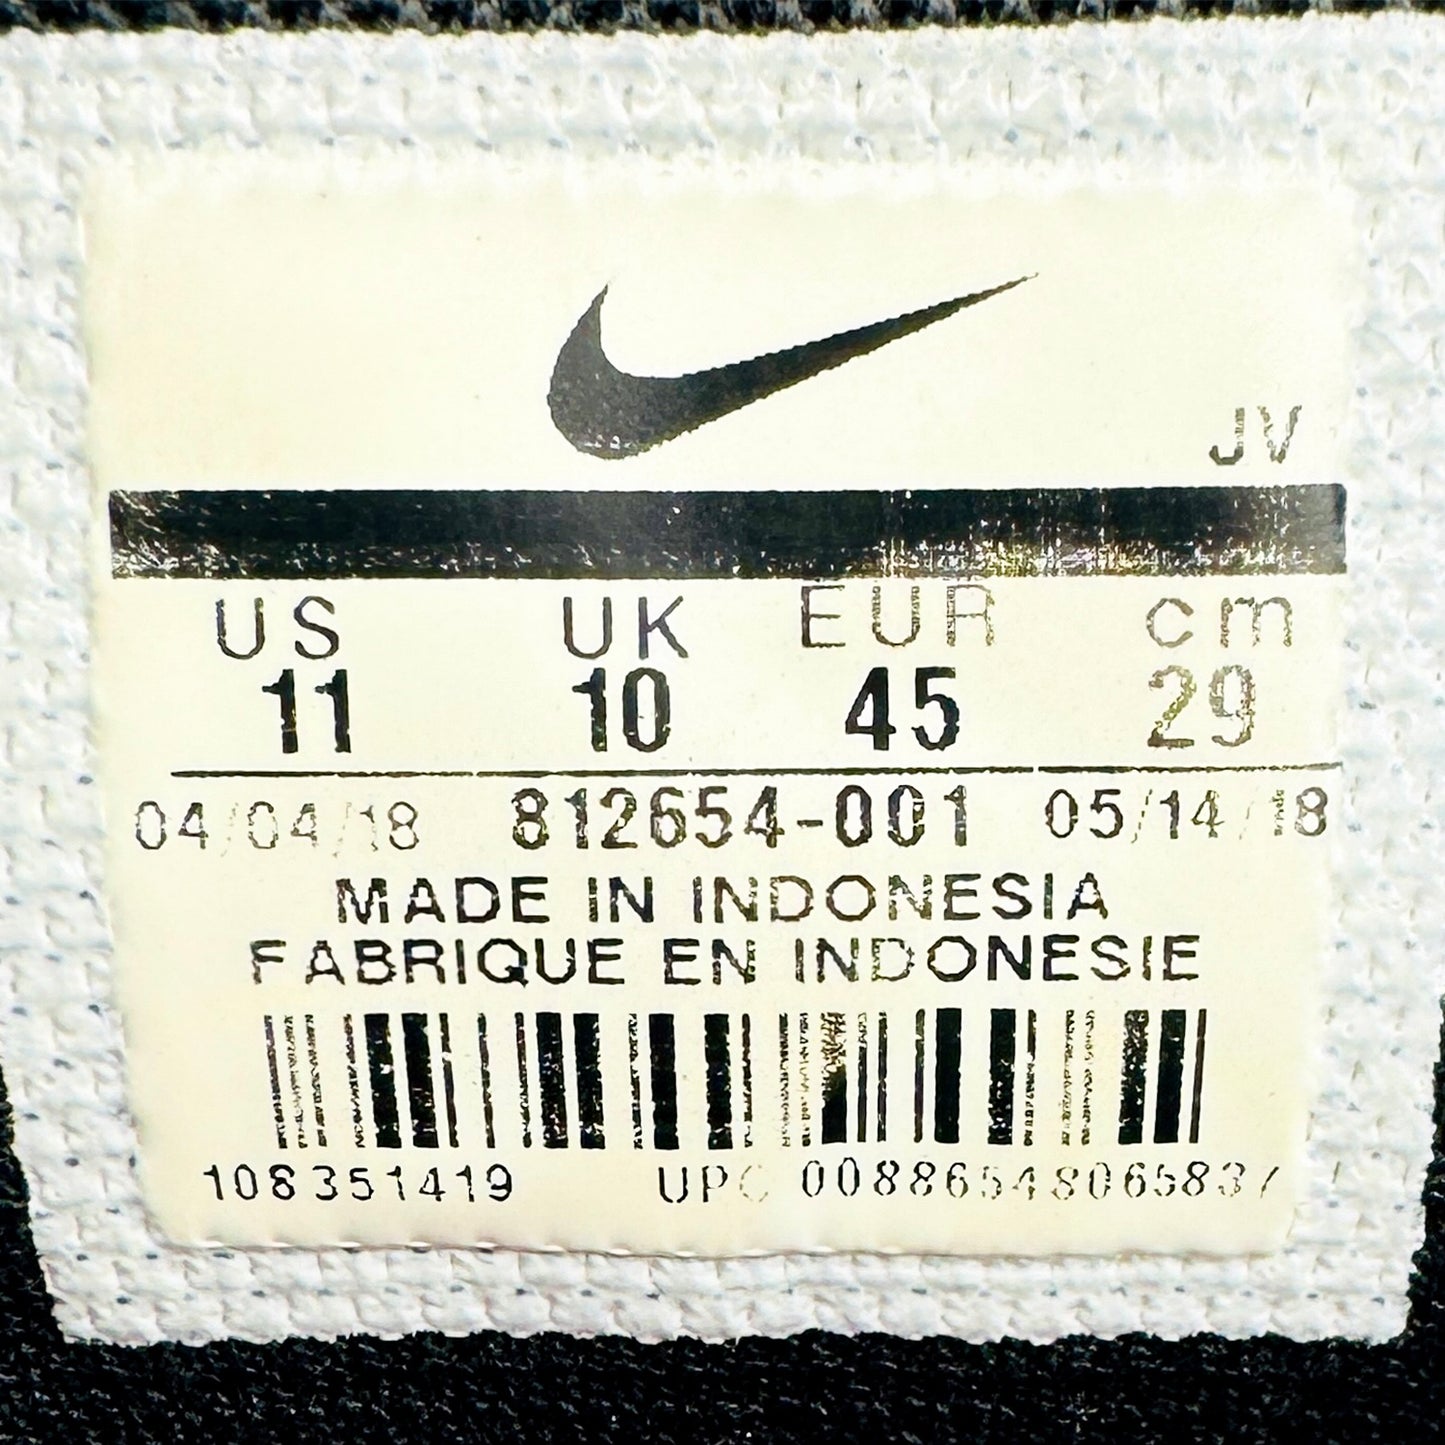 JV
US UK EUR cm
11 10 45 29
04/04/18 812654-001 05/14/18
MADE IN INDONESIA
FABRIQUE EN INDONESIE
108351419 UPC 00886548065837